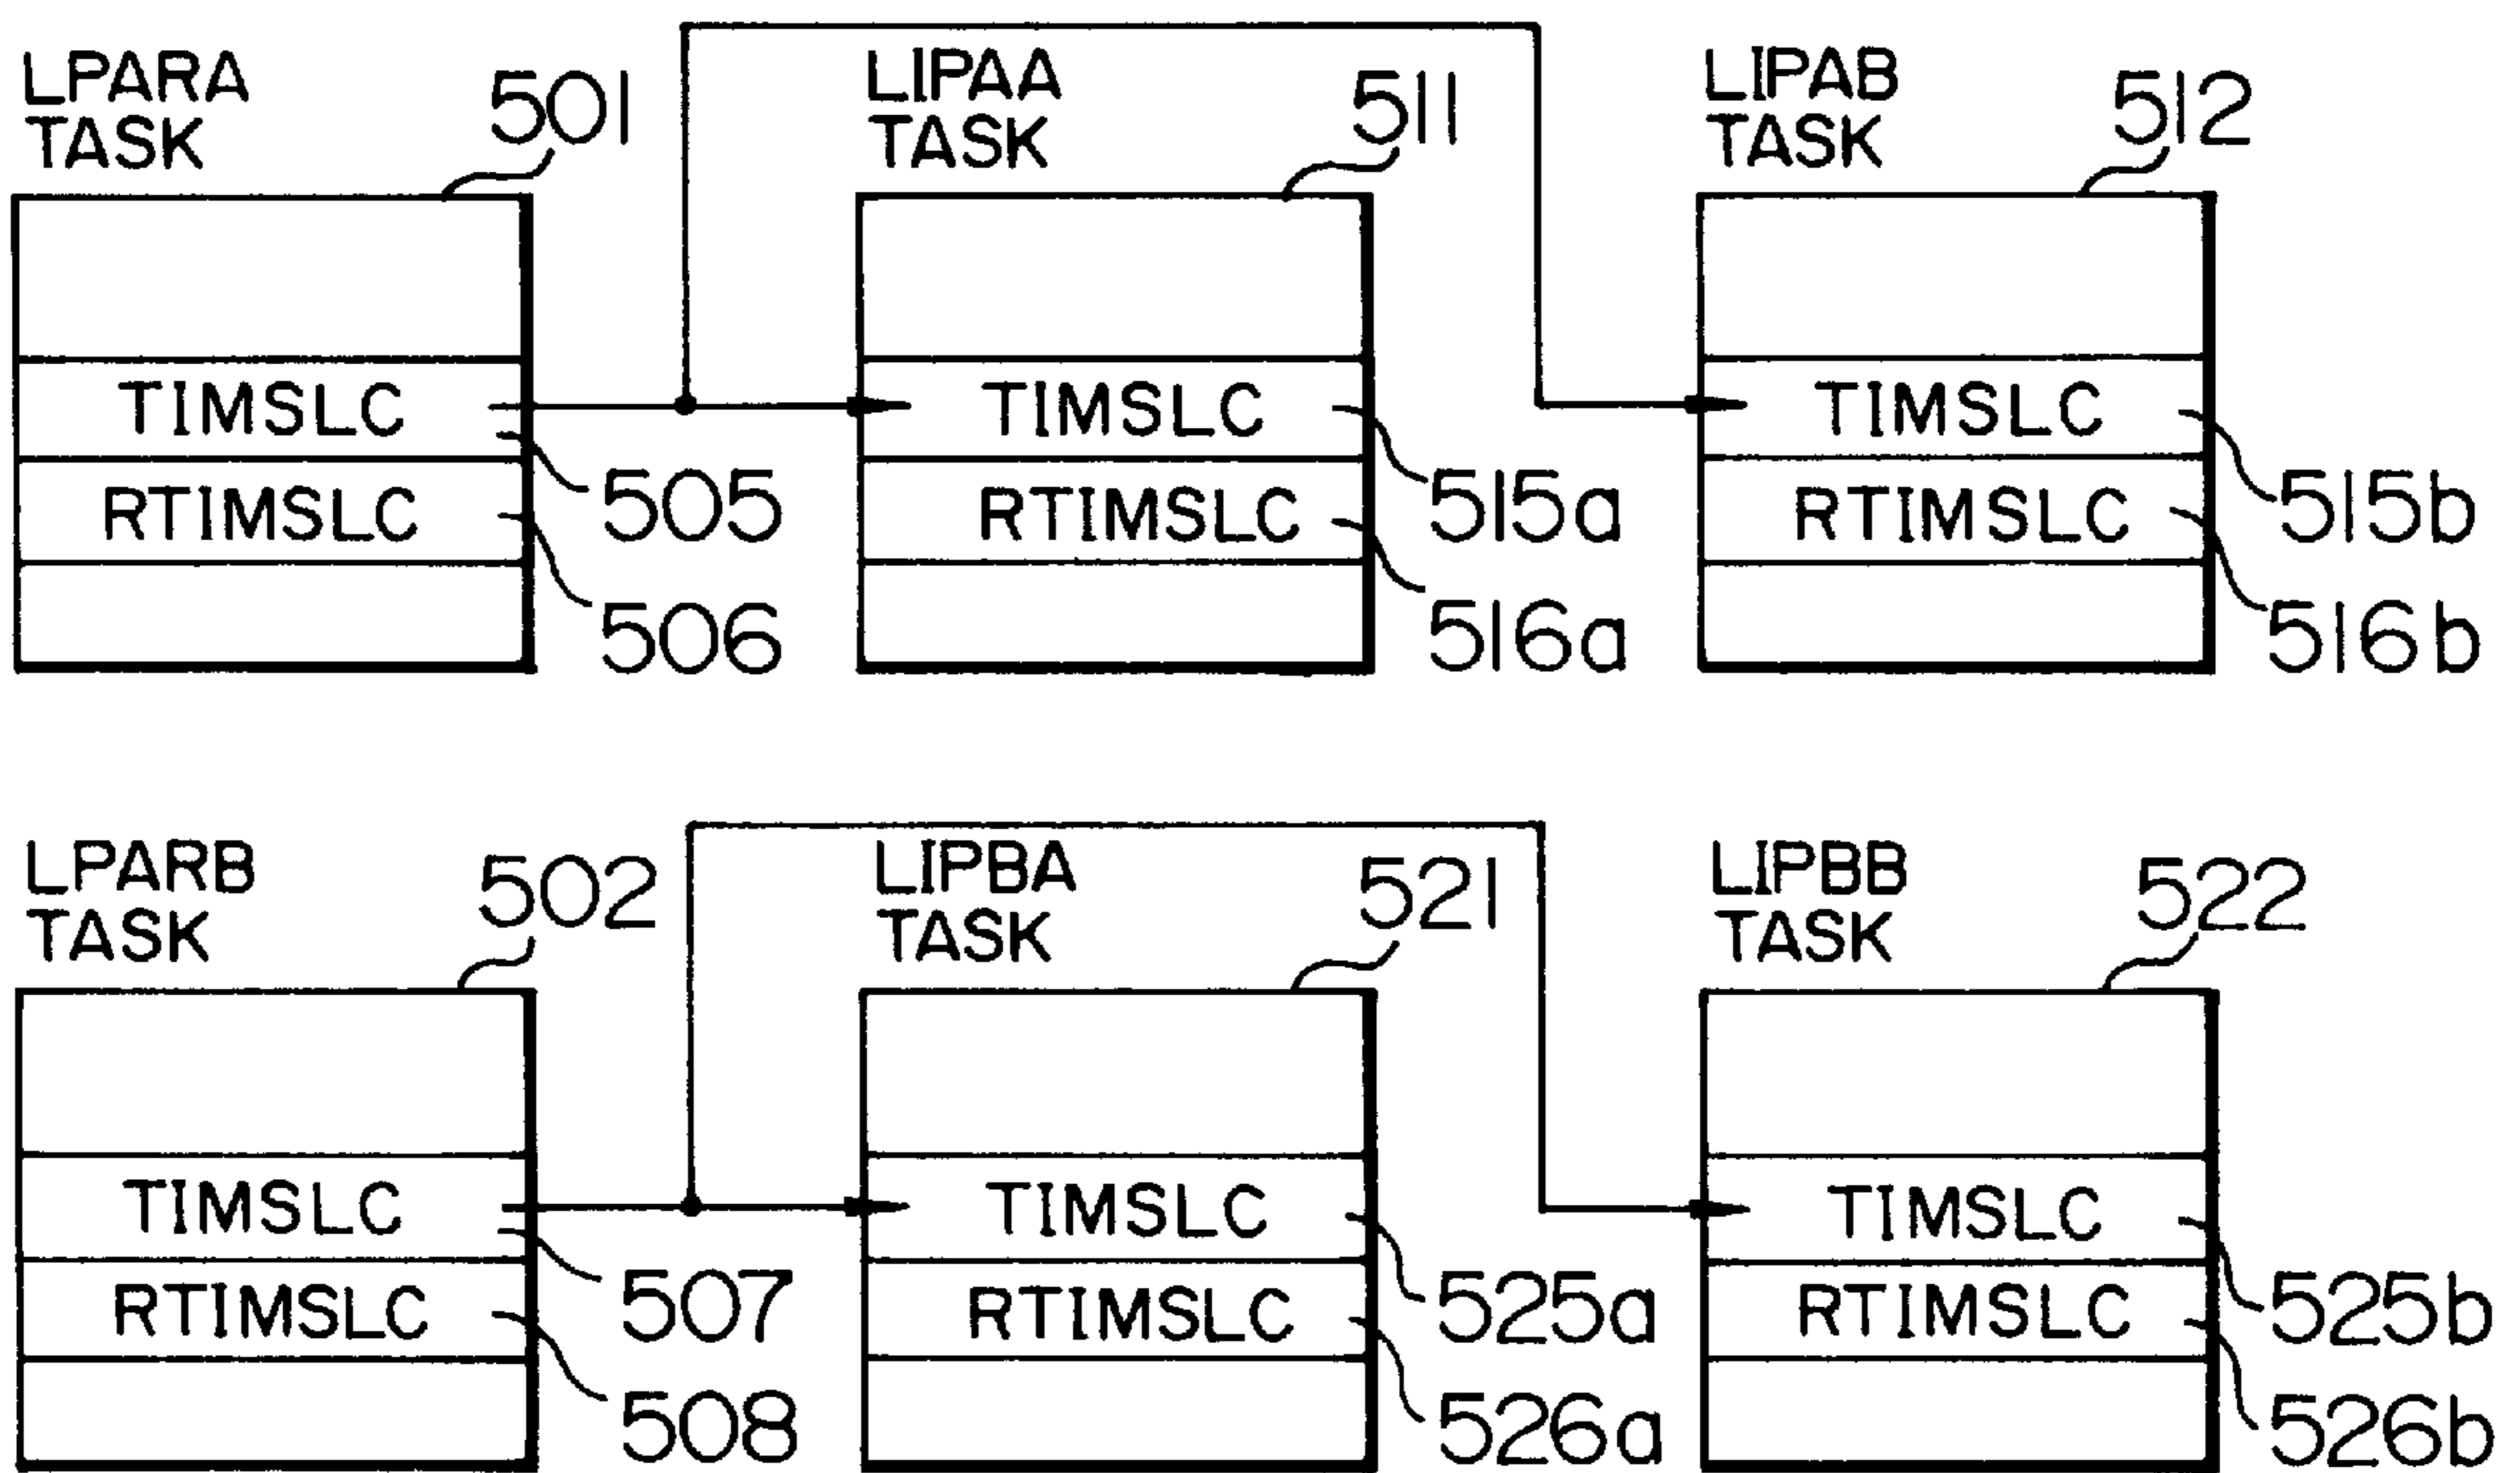 LPARA
TASK
501
LIPAA
TASK
511
LIPAB
TASK
512
TIMSLC
RTIMSLC
505
506
TIMSLC
RTIMSLC
515a
516a
TIMSLC
RTIMSLC
515b
516b
LPARB
TASK
502
LIPBA
TASK
521
LIPBB
TASK
522
TIMSLC
RTIMSLC
507
508
TIMSLC
RTIMSLC
525a
526a
TIMSLC
RTIMSLC
525b
526b